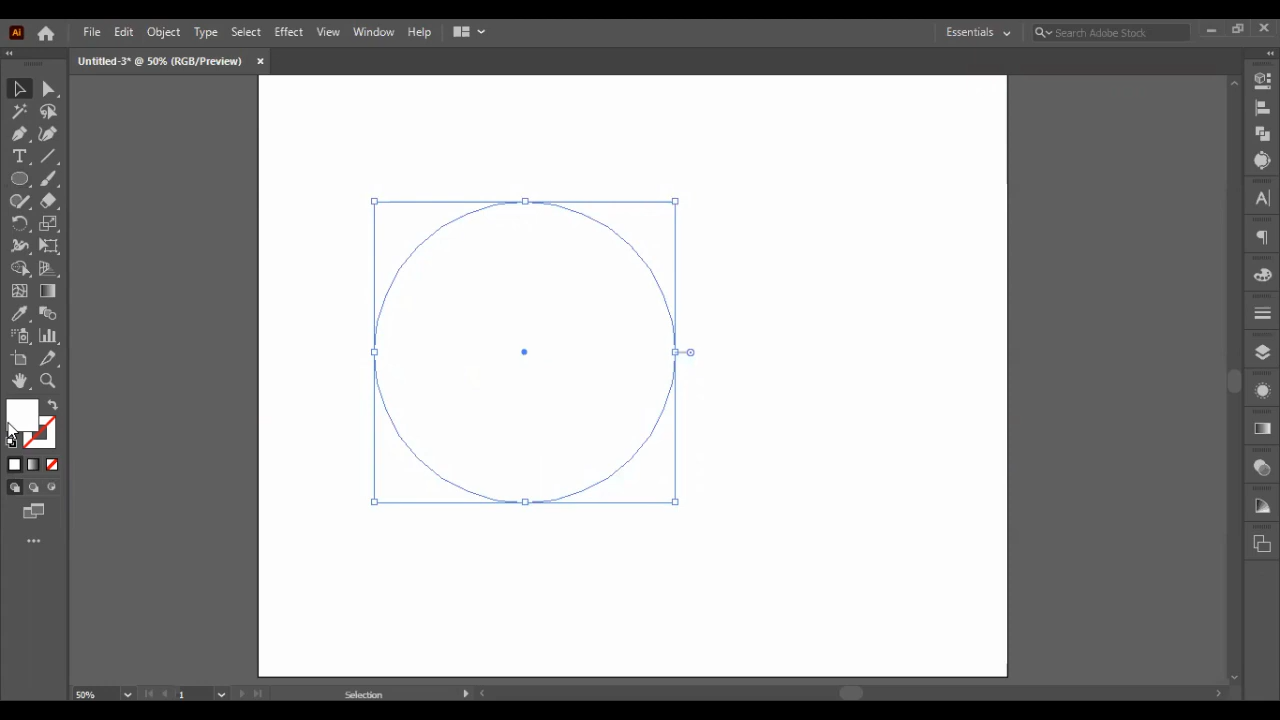 Ai File Edit Object Type Select Effect View Window Help Essentials Search Adobe Stock
Untitled-3* @ 50% (RGB/Preview)
50% 1 Selection